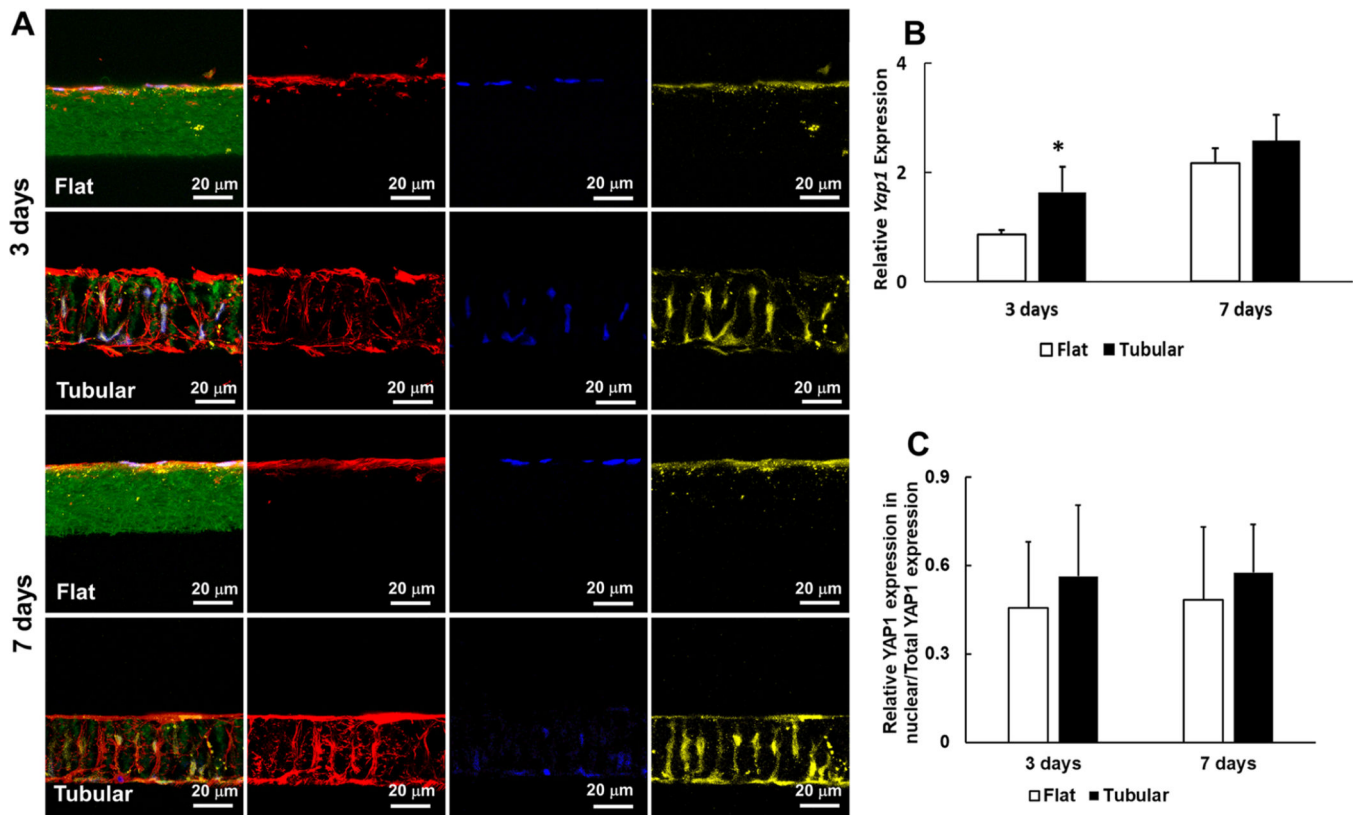 A
3 days
Flat
20 μm
20 μm
20 μm
20 μm
Tubular
20 μm
20 μm
20 μm
20 μm
7 days
Flat
20 μm
20 μm
20 μm
20 μm
Tubular
20 μm
20 μm
20 μm
20 μm
B
Relative Yap1 Expression
4
2
0
*
3 days
7 days
Flat
Tubular
C
Relative YAP1 expression in
nuclear/Total YAP1 expression
0.9
0.6
0.3
0
3 days
7 days
Flat
Tubular